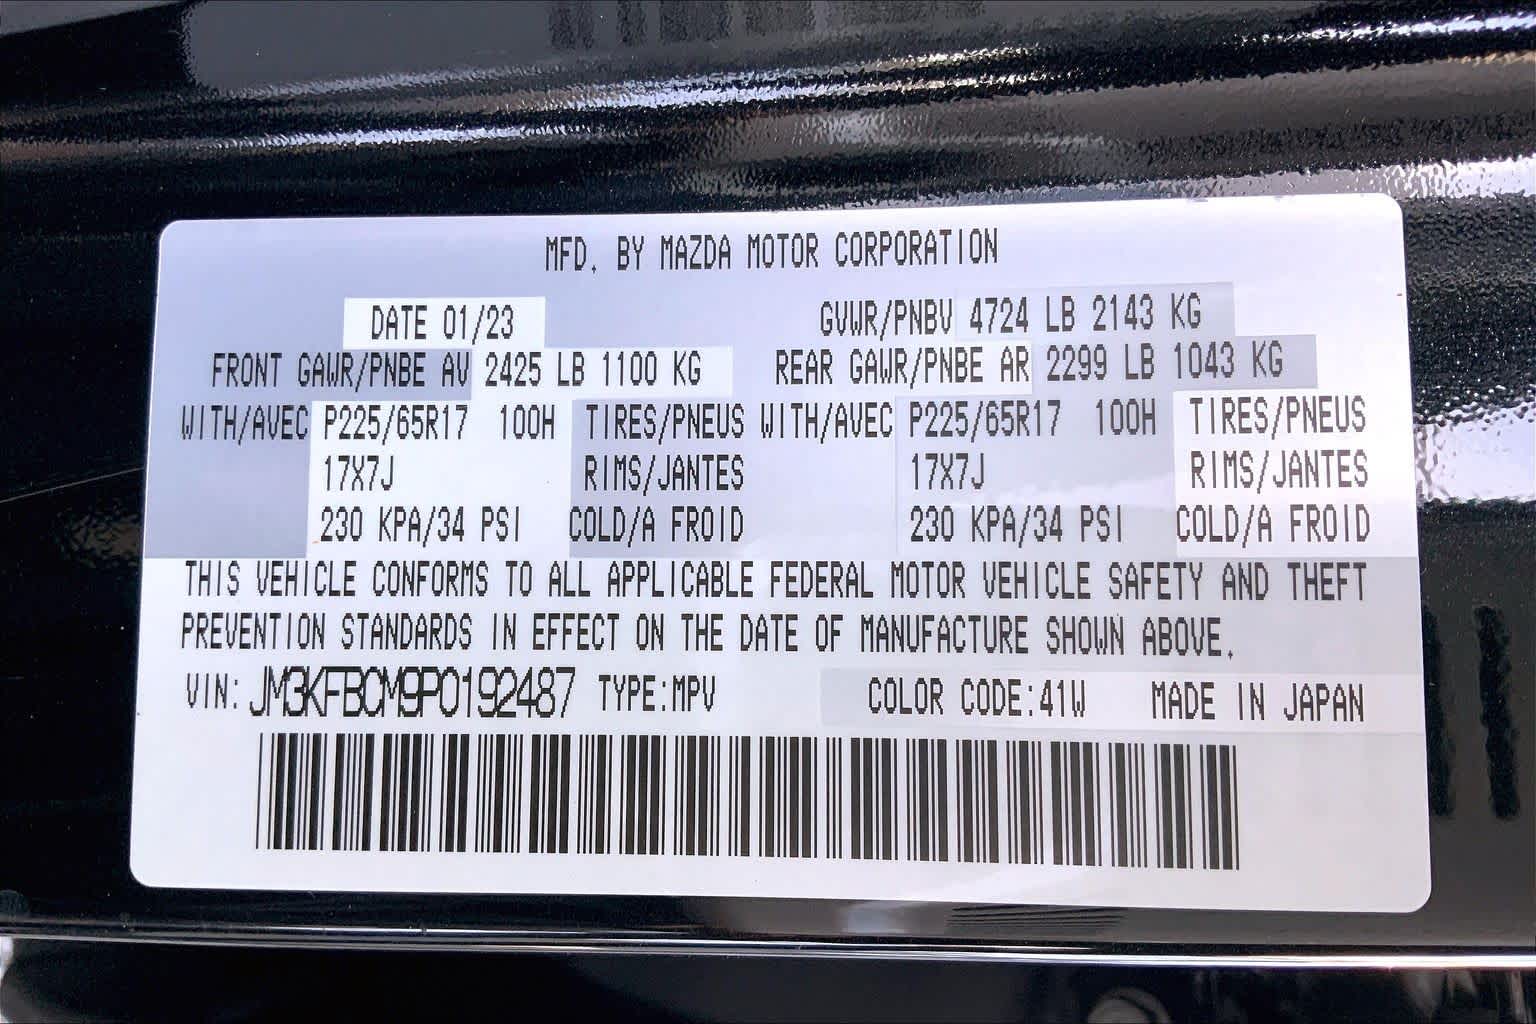 MFD. BY MAZDA MOTOR CORPORATION
DATE 01/23 GVWR/PNBV 4724 LB 2143 KG
FRONT GAWR/PNBE AV 2425 LB 1100 KG REAR GAWR/PNBE AR 2299 LB 1043 KG
WITH/AVEC P225/65R17 100H TIRES/PNEUS WITH/AVEC P225/65R17 100H TIRES/PNEUS
17X7J RIMS/JANTES 17X7J RIMS/JANTES
230 KPA/34 PSI COLD/A FROID 230 KPA/34 PSI COLD/A FROID
THIS VEHICLE CONFORMS TO ALL APPLICABLE FEDERAL MOTOR VEHICLE SAFETY AND THEFT
PREVENTION STANDARDS IN EFFECT ON THE DATE OF MANUFACTURE SHOWN ABOVE.
VIN: JM3KFBCM9P0192487 TYPE:MPV COLOR CODE:41W MADE IN JAPAN